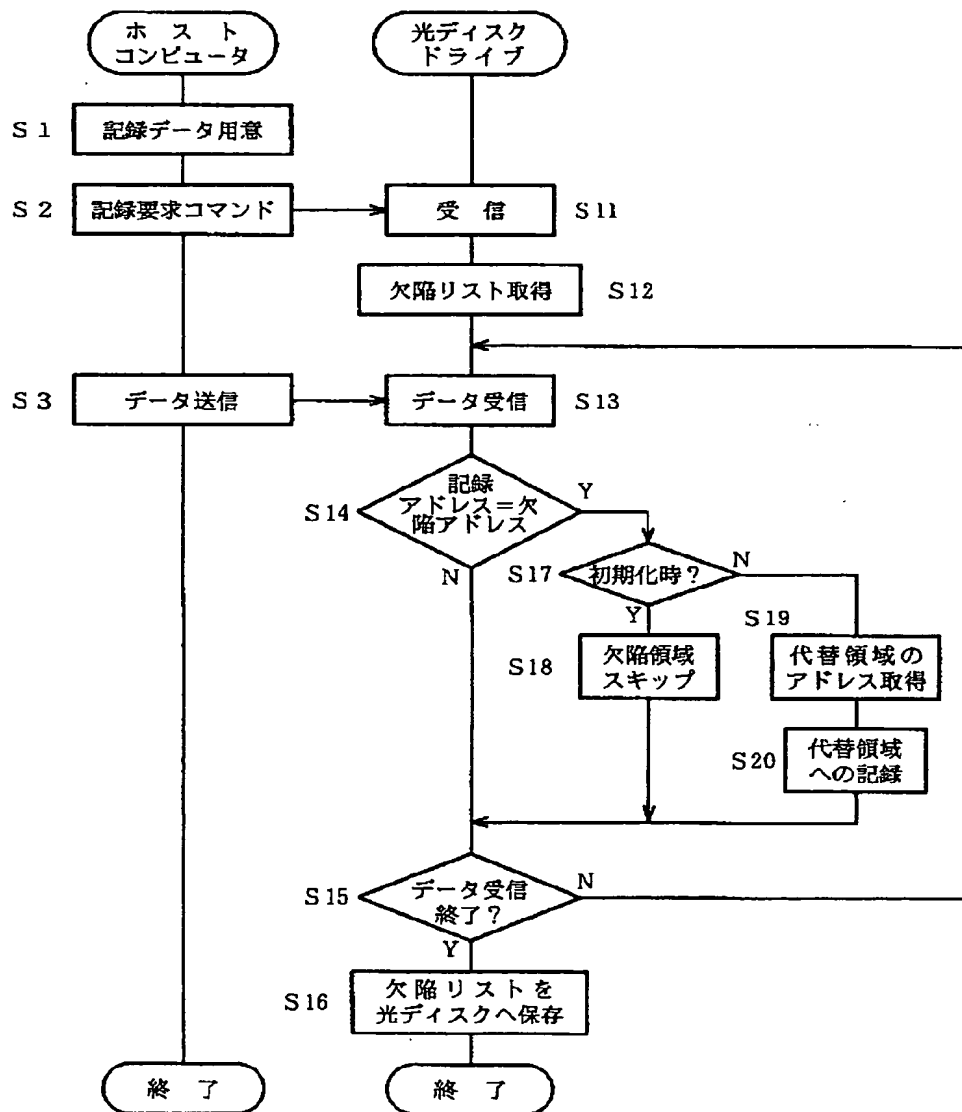 ホスト
コンピュータ
光ディスク
ドライブ
S1
記録データ用意
S2
記録要求コマンド
受信
S11
欠陥リスト取得
S12
S3
データ送信
データ受信
S13
S14
記録
アドレス=欠
陥アドレス
Y
N
S17
初期化時?
N
Y
S18
欠陥領域
スキップ
S19
代替領域の
アドレス取得
S20
代替領域
への記録
S15
データ受信
終了?
N
Y
S16
欠陥リストを
光ディスクへ保存
終了
終了